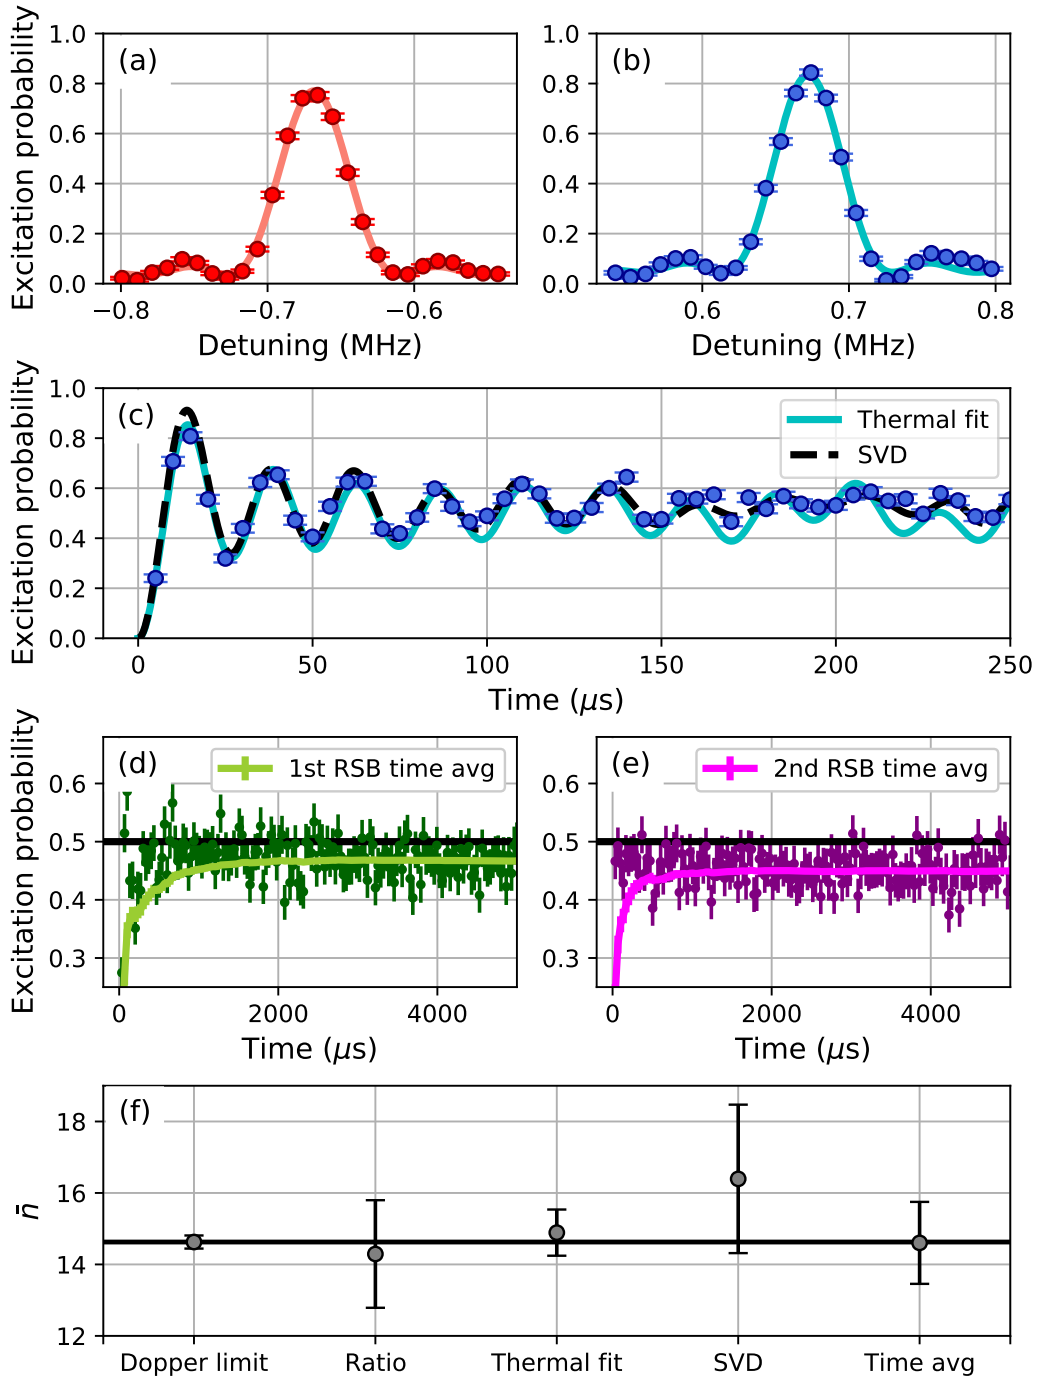 (a)
(b)
Excitation probability
1.0
0.8
0.6
0.4
0.2
0.0
−0.8
−0.7
−0.6
Detuning (MHz)
1.0
0.8
0.6
0.4
0.2
0.0
0.6
0.7
0.8
Detuning (MHz)
(c)
Excitation probability
1.0
0.8
0.6
0.4
0.2
0.0
Thermal fit
SVD
0
50
100
150
200
250
Time (μs)
(d)
Excitation probability
0.6
0.5
0.4
0.3
1st RSB time avg
0
2000
4000
Time (μs)
(e)
0.6
0.5
0.4
0.3
2nd RSB time avg
0
2000
4000
Time (μs)
(f)
n̄
18
16
14
12
Dopper limit
Ratio
Thermal fit
SVD
Time avg